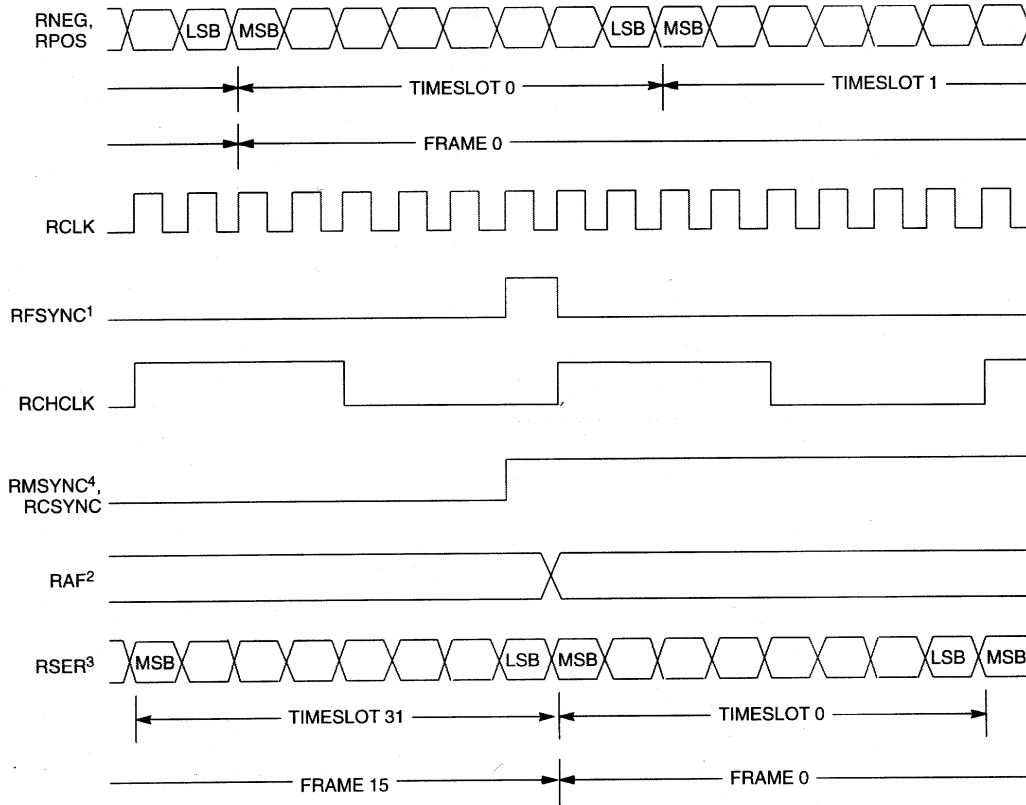 RNEG,
RPOS
LSB MSB LSB MSB
TIMESLOT 0 TIMESLOT 1
FRAME 0
RCLK
RFSYNC¹
RCHCLK
RMSYNC⁴,
RCSYNC
RAF²
RSER³ MSB LSB MSB LSB MSB
TIMESLOT 31 TIMESLOT 0
FRAME 15 FRAME 0